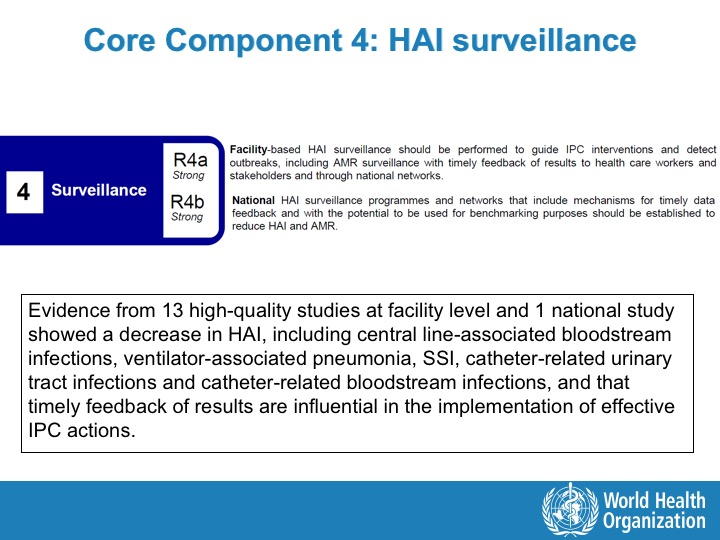 Core Component 4: HAI surveillance
4
Surveillance
R4a
Strong
R4b
Strong
Facility-based HAI surveillance should be performed to guide IPC interventions and detect
outbreaks, including AMR surveillance with timely feedback of results to health care workers and
stakeholders and through national networks.
National HAI surveillance programmes and networks that include mechanisms for timely data
feedback and with the potential to be used for benchmarking purposes should be established to
reduce HAI and AMR.
Evidence from 13 high-quality studies at facility level and 1 national study
showed a decrease in HAI, including central line-associated bloodstream
infections, ventilator-associated pneumonia, SSI, catheter-related urinary
tract infections and catheter-related bloodstream infections, and that
timely feedback of results are influential in the implementation of effective
IPC actions.
World Health
Organization